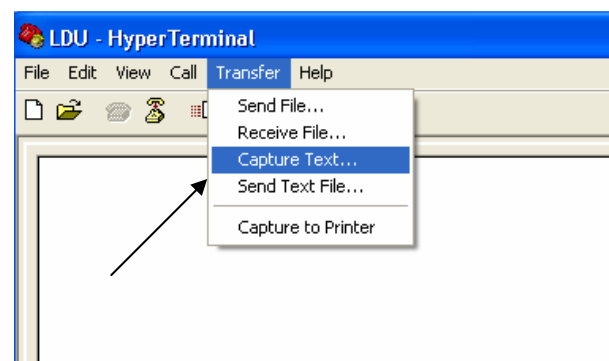 LDU - HyperTerminal
File Edit View Call Transfer Help
Send File...
Receive File...
Capture Text...
Send Text File...
Capture to Printer